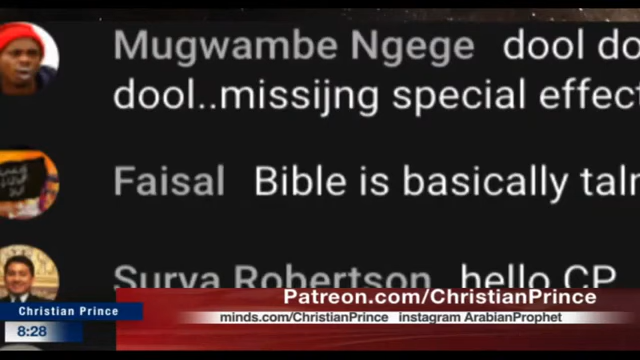 Mugwambe Ngege dool do
dool..missijng special effect
Faisal Bible is basically
Surya Robertson hello CP
Patreon.com/ChristianPrince
Christian Prince
minds.com/ChristianPrince instagram ArabianProphet
8:28